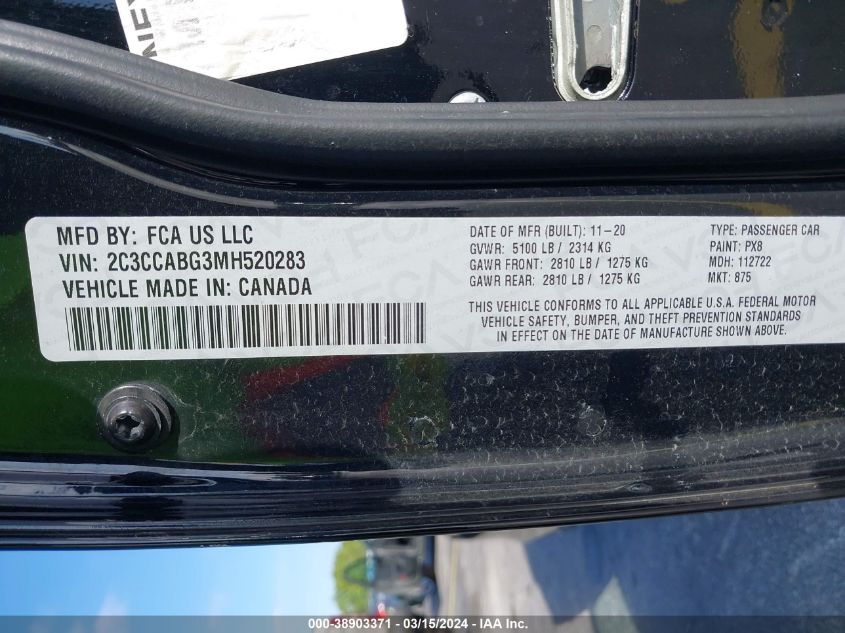 MFD BY: FCA US LLC
VIN: 2C3CCABG3MH520283
VEHICLE MADE IN: CANADA
DATE OF MFR (BUILT): 11-20
GVWR: 5100 LB / 2314 KG
GAWR FRONT: 2810 LB / 1275 KG
GAWR REAR: 2810 LB / 1275 KG
TYPE: PASSENGER CAR
PAINT: PX8
MDH: 112722
MKT: 875
THIS VEHICLE CONFORMS TO ALL APPLICABLE U.S.A. FEDERAL MOTOR
VEHICLE SAFETY, BUMPER, AND THEFT PREVENTION STANDARDS
IN EFFECT ON THE DATE OF MANUFACTURE SHOWN ABOVE.
000-38903371 - 03/15/2024 - COPYRIGHT IAA, LLC